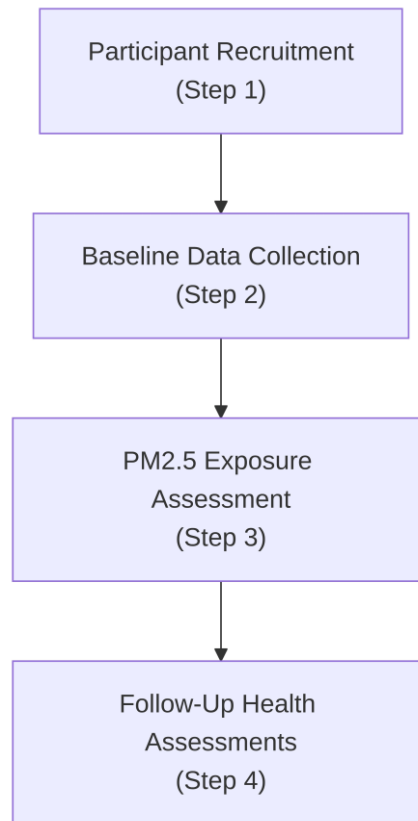 Participant Recruitment
(Step 1)
Baseline Data Collection
(Step 2)
PM2.5 Exposure
Assessment
(Step 3)
Follow-Up Health
Assessments
(Step 4)